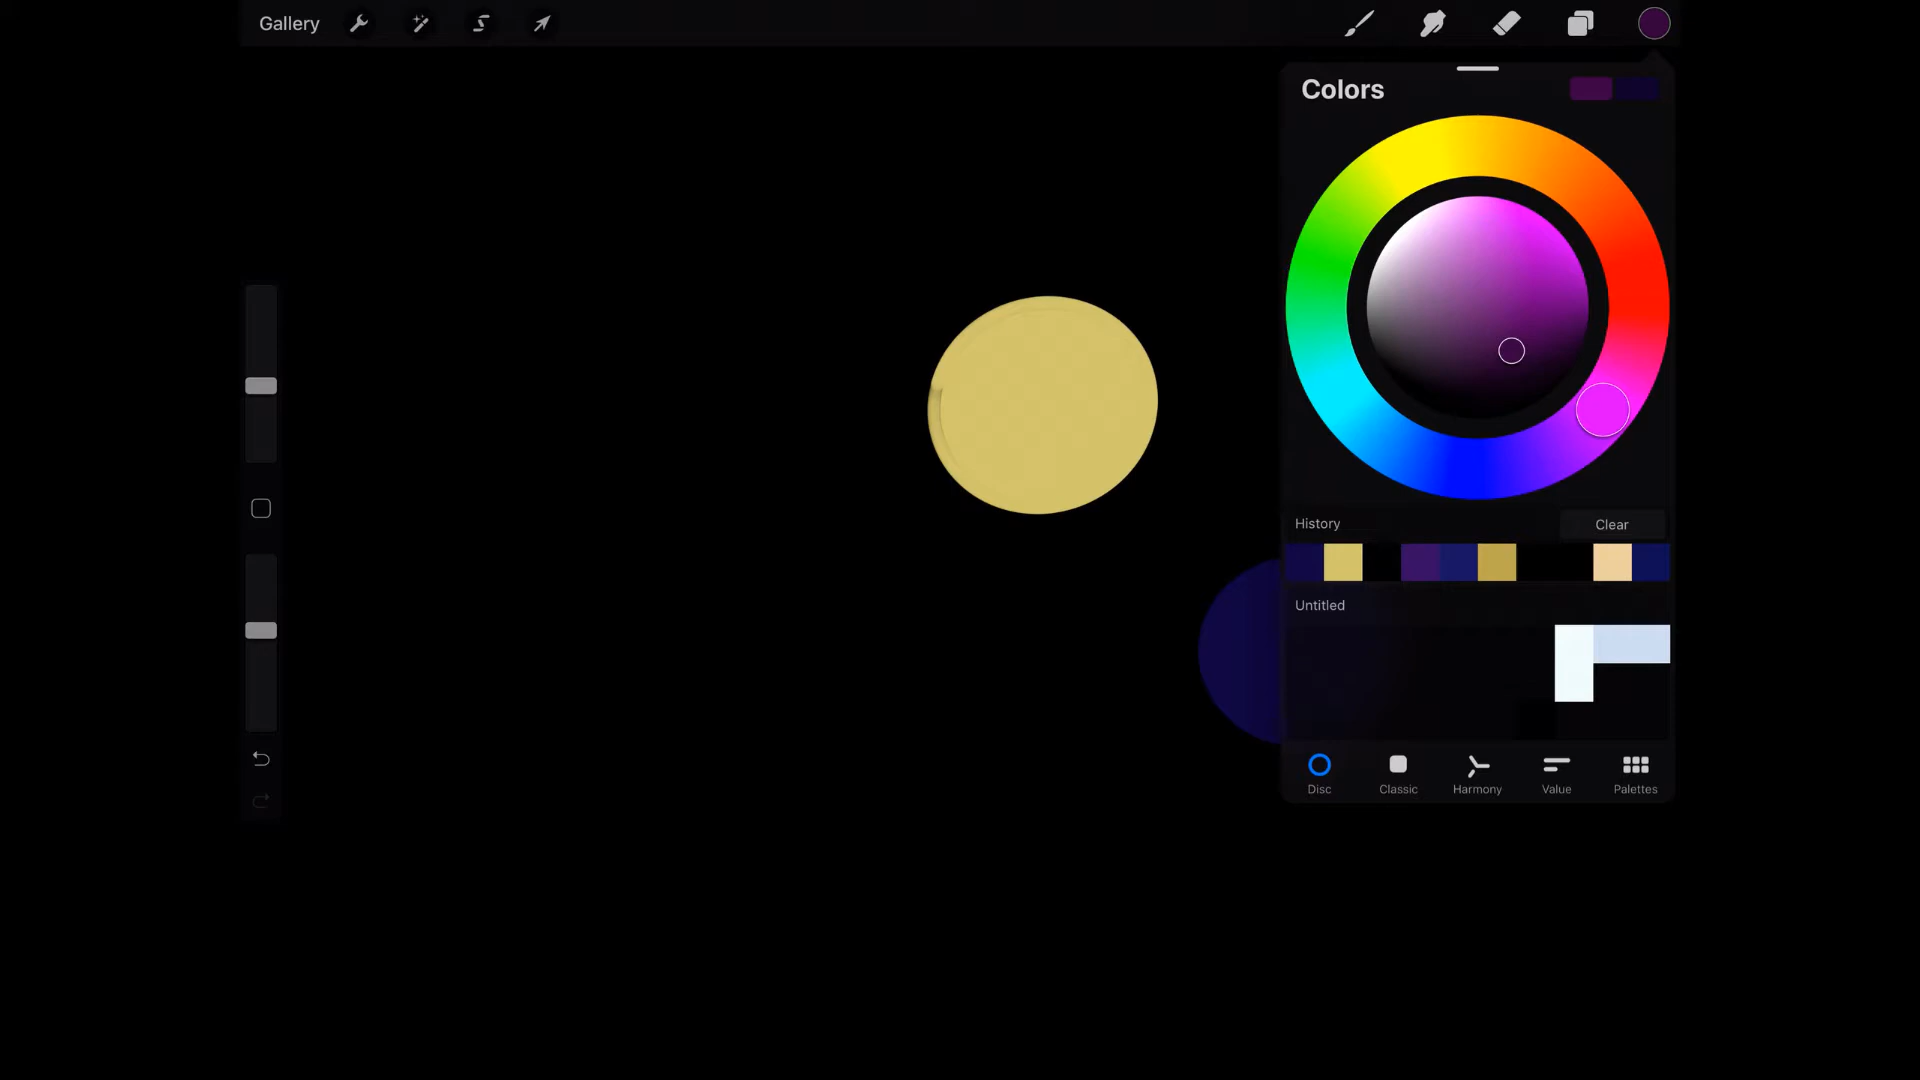 Gallery
Colors
History
Clear
Untitled
Disc
Classic
Harmony
Value
Palettes